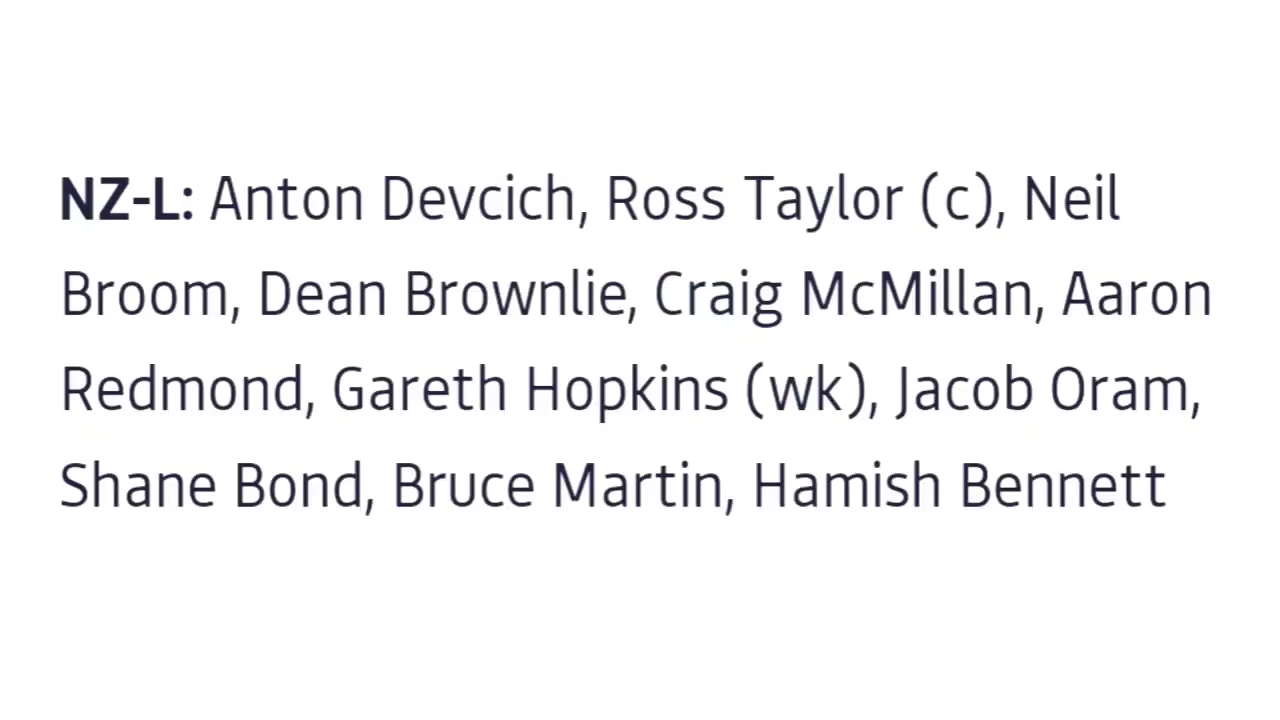 NZ-L: Anton Devcich, Ross Taylor (c), Neil
Broom, Dean Brownlie, Craig McMillan, Aaron
Redmond, Gareth Hopkins (wk), Jacob Oram,
Shane Bond, Bruce Martin, Hamish Bennett